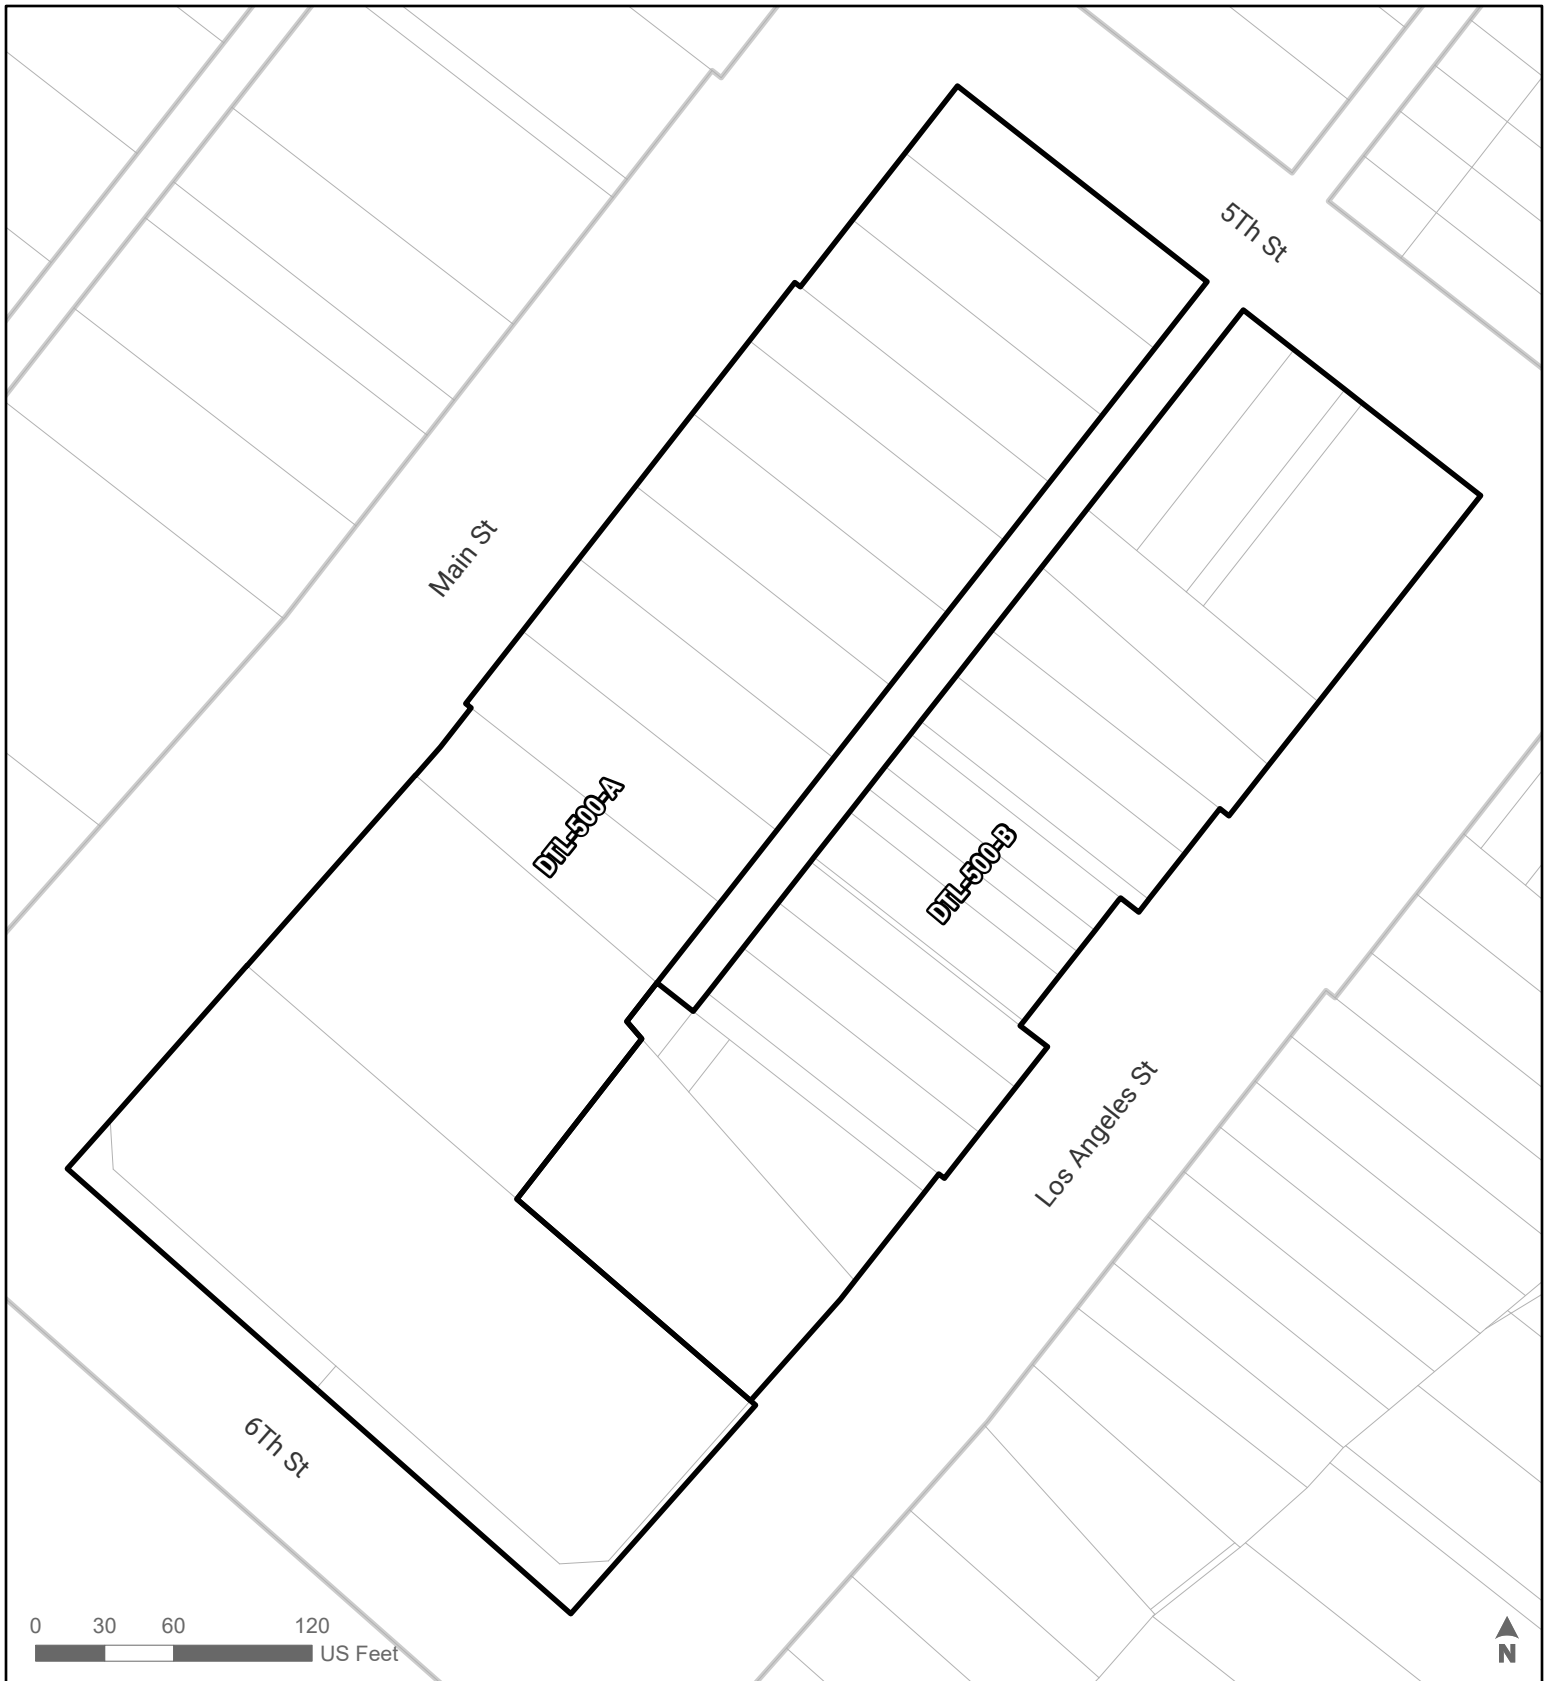 5Th St
Main St
DTL-500-A
DTL-500-B
Los Angeles St
6Th St
0 30 60 120
US Feet
N